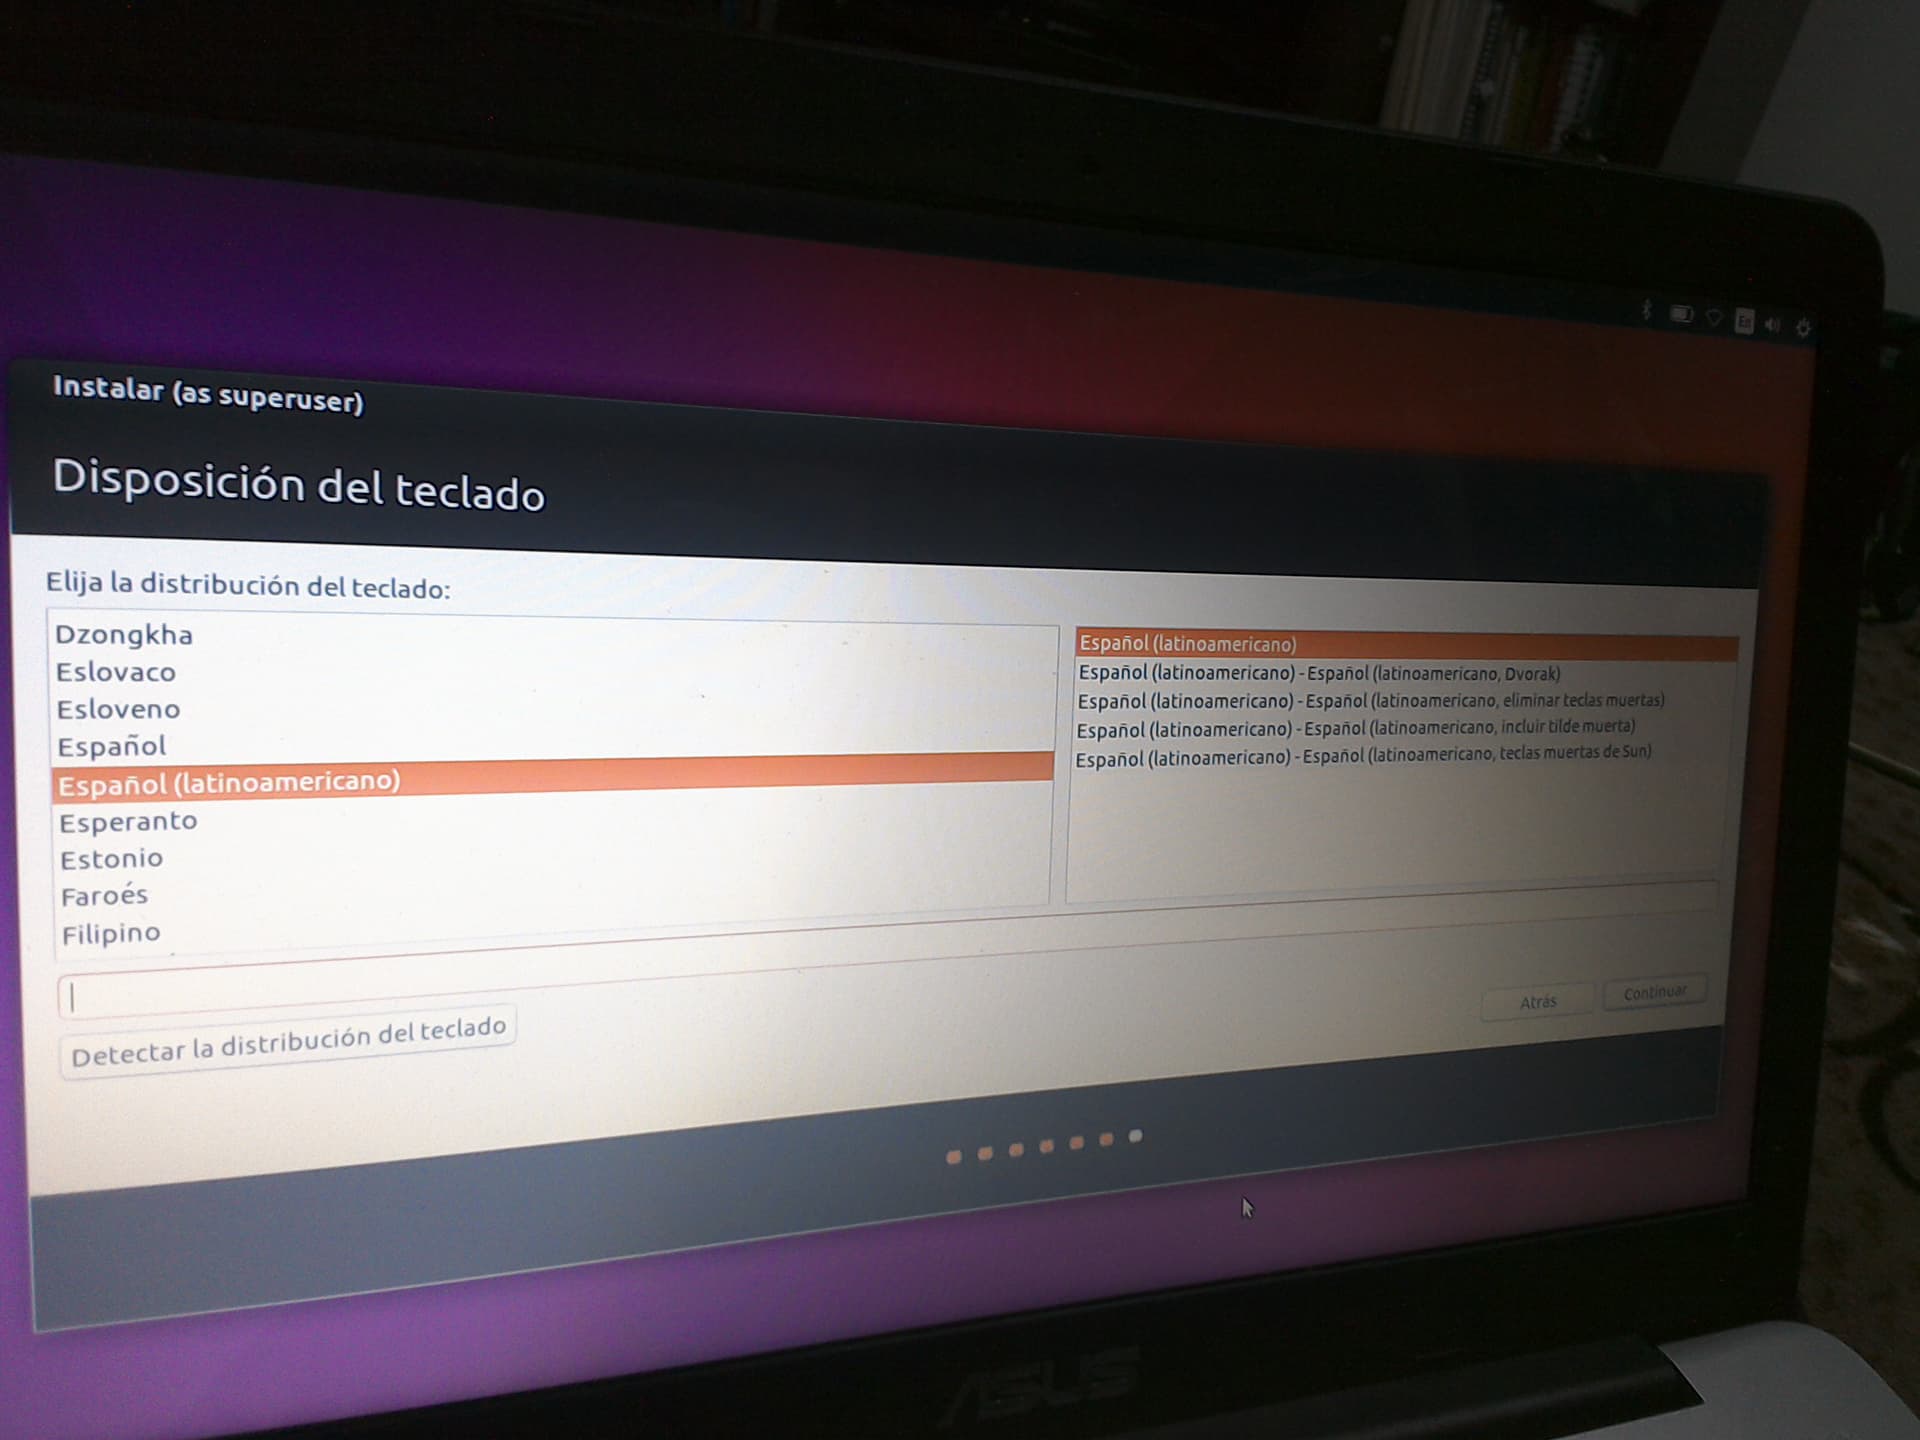 En
Instalar (as superuser)
Disposición del teclado
Elija la distribución del teclado:
Dzongkha
Eslovaco
Esloveno
Español
Español (latinoamericano)
Esperanto
Estonio
Faroés
Filipino
Español (latinoamericano)
Español (latinoamericano) - Español (latinoamericano, Dvorak)
Español (latinoamericano) - Español (latinoamericano, eliminar teclas muertas)
Español (latinoamericano) - Español (latinoamericano, incluir tilde muerta)
Español (latinoamericano) - Español (latinoamericano, teclas muertas de Sun)
Detectar la distribución del teclado
Atrás
Continuar
ASUS